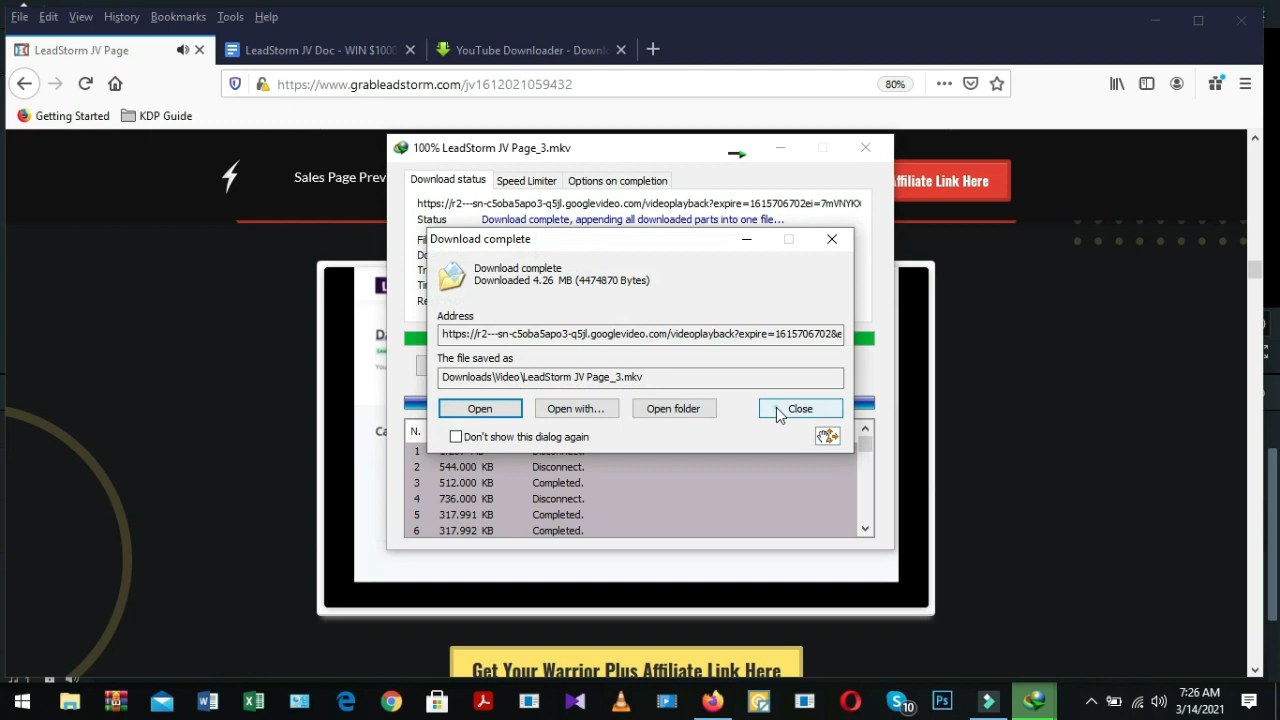 File Edit View History Bookmarks Tools Help
LeadStorm JV Page
LeadStorm JV Doc - WIN $1000
YouTube Downloader - Downl
https://www.grableadstorm.com/jv1612021059432
80%
Getting Started KDP Guide
100% LeadStorm JV Page_3.mkv
Sales Page Prev
ffiliate Link Here
Download status Speed Limiter Options on completion
https://r2---sn-c5oba5apo3-q5jl.googlevideo.com/videoplayback?expire=1615706702ei=7mVNYKX
Status Download complete, appending all downloaded parts into one file...
Download complete
Download complete
Downloaded 4.26 MB (4474870 Bytes)
Address
https://r2---sn-c5oba5apo3-q5jl.googlevideo.com/videoplayback?expire=1615706702&e
The file saved as
Downloads\Video\LeadStorm JV Page_3.mkv
Open Open with... Open folder Close
Don't show this dialog again
N.
1
2 544.000 KB Disconnect.
3 512.000 KB Completed.
4 736.000 KB Disconnect.
5 317.991 KB Completed.
6 317.992 KB Completed.
Get Your Warrior Plus Affiliate Link Here
10
7:26 AM
3/14/2021